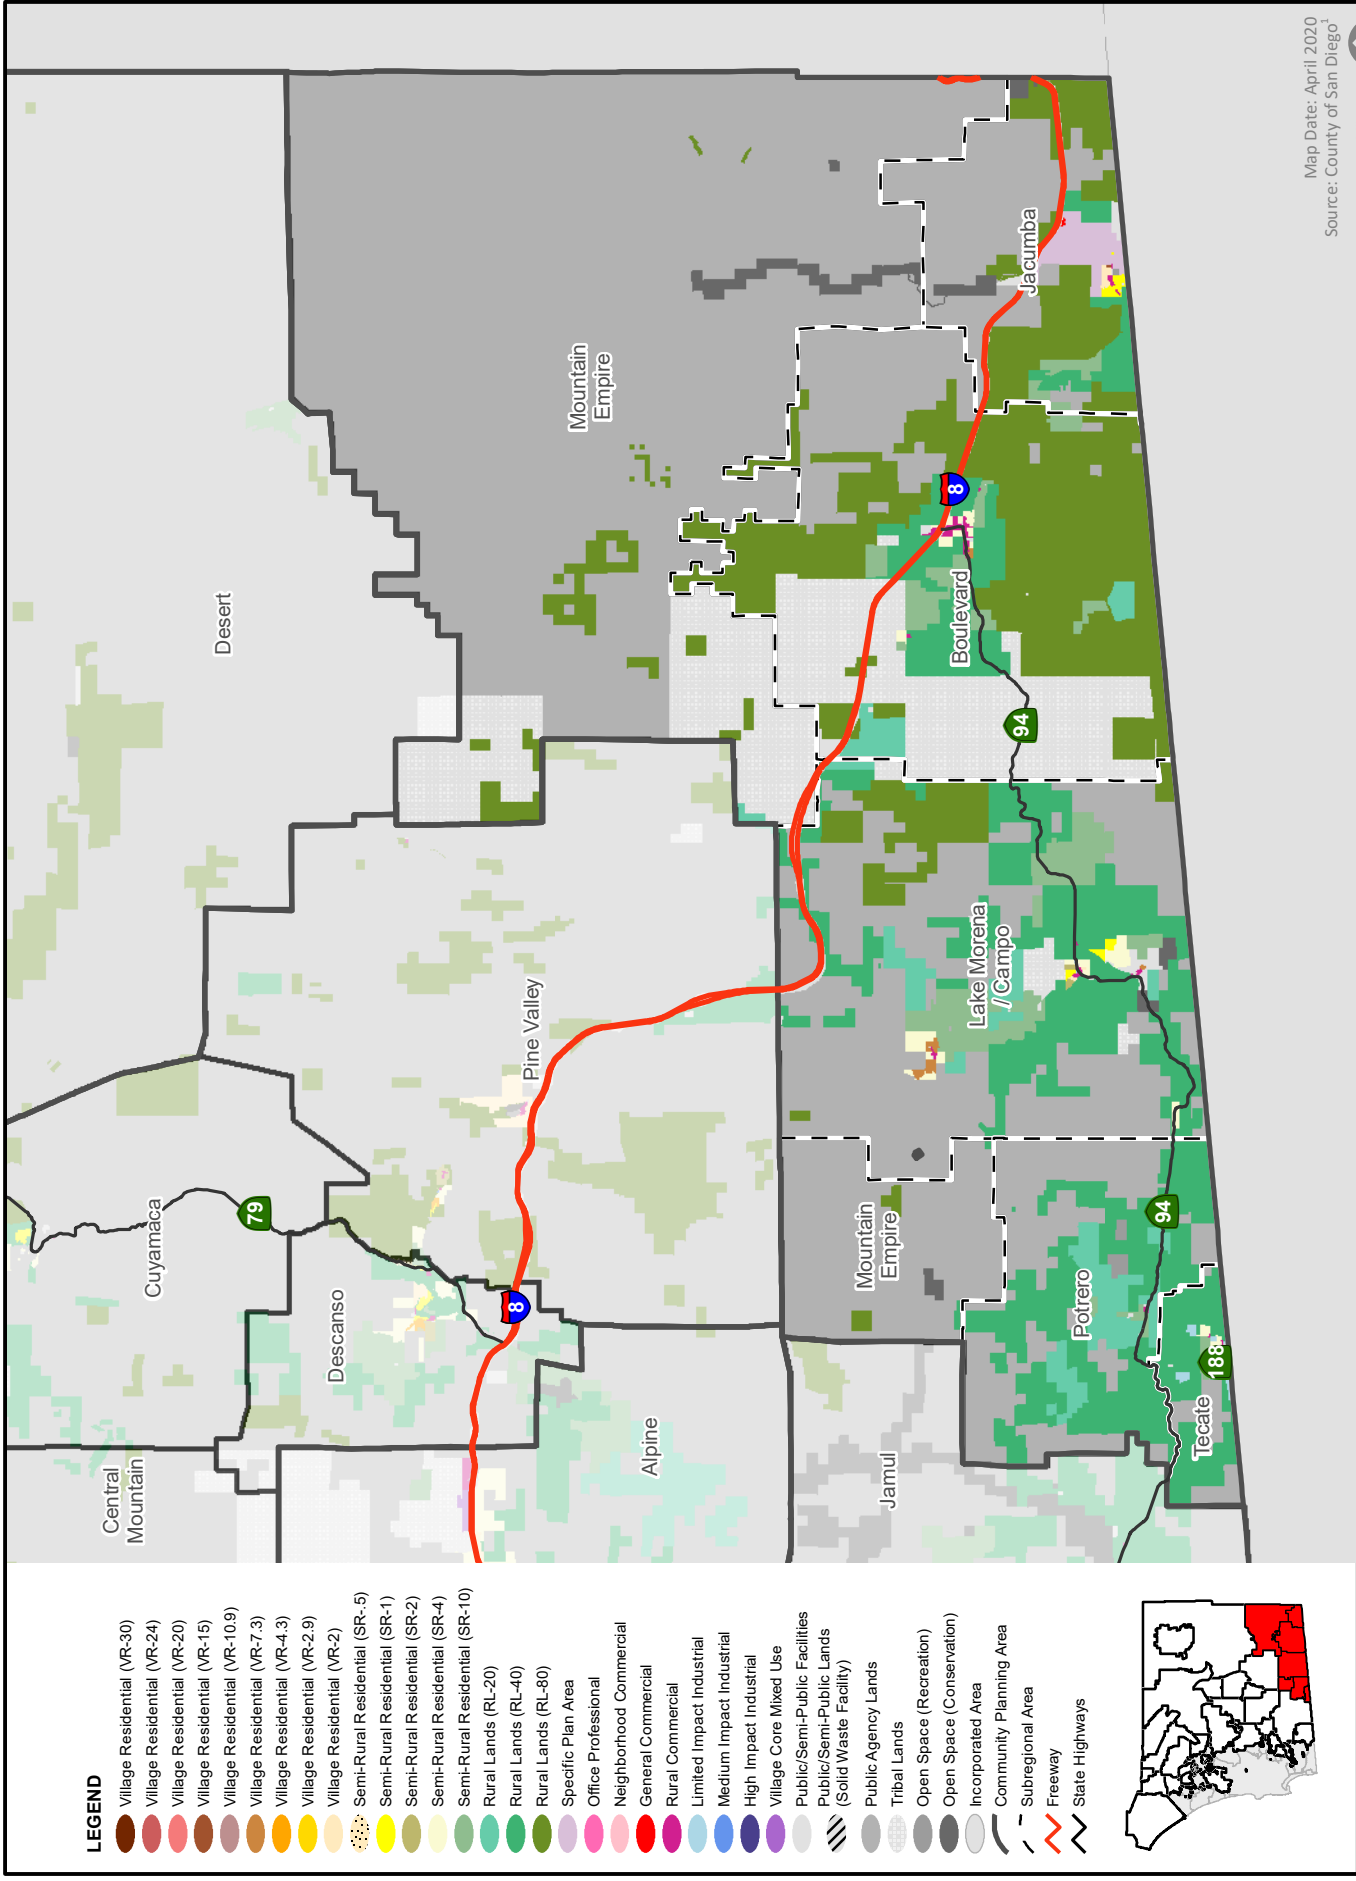 LEGEND
Village Residential (VR-30)
Village Residential (VR-24)
Village Residential (VR-20)
Village Residential (VR-15)
Village Residential (VR-10.9)
Village Residential (VR-7.3)
Village Residential (VR-4.3)
Village Residential (VR-2.9)
Village Residential (VR-2)
Semi-Rural Residential (SR-.5)
Semi-Rural Residential (SR-1)
Semi-Rural Residential (SR-2)
Semi-Rural Residential (SR-4)
Semi-Rural Residential (SR-10)
Rural Lands (RL-20)
Rural Lands (RL-40)
Rural Lands (RL-80)
Specific Plan Area
Office Professional
Neighborhood Commercial
General Commercial
Rural Commercial
Limited Impact Industrial
Medium Impact Industrial
High Impact Industrial
Village Core Mixed Use
Public/Semi-Public Facilities
Public/Semi-Public Lands
(Solid Waste Facility)
Public Agency Lands
Tribal Lands
Open Space (Recreation)
Open Space (Conservation)
Incorporated Area
Community Planning Area
Subregional Area
Freeway
State Highways
Central
Mountain
Cuyamaca
79
Desert
Descanso
8
Pine Valley
Mountain
Empire
Alpine
Jamul
Mountain
Empire
Lake Morena
/ Campo
Boulevard
8
94
Jacumba
Potrero
94
Tecate
188
Map Date: April 2020
Source: County of San Diego¹